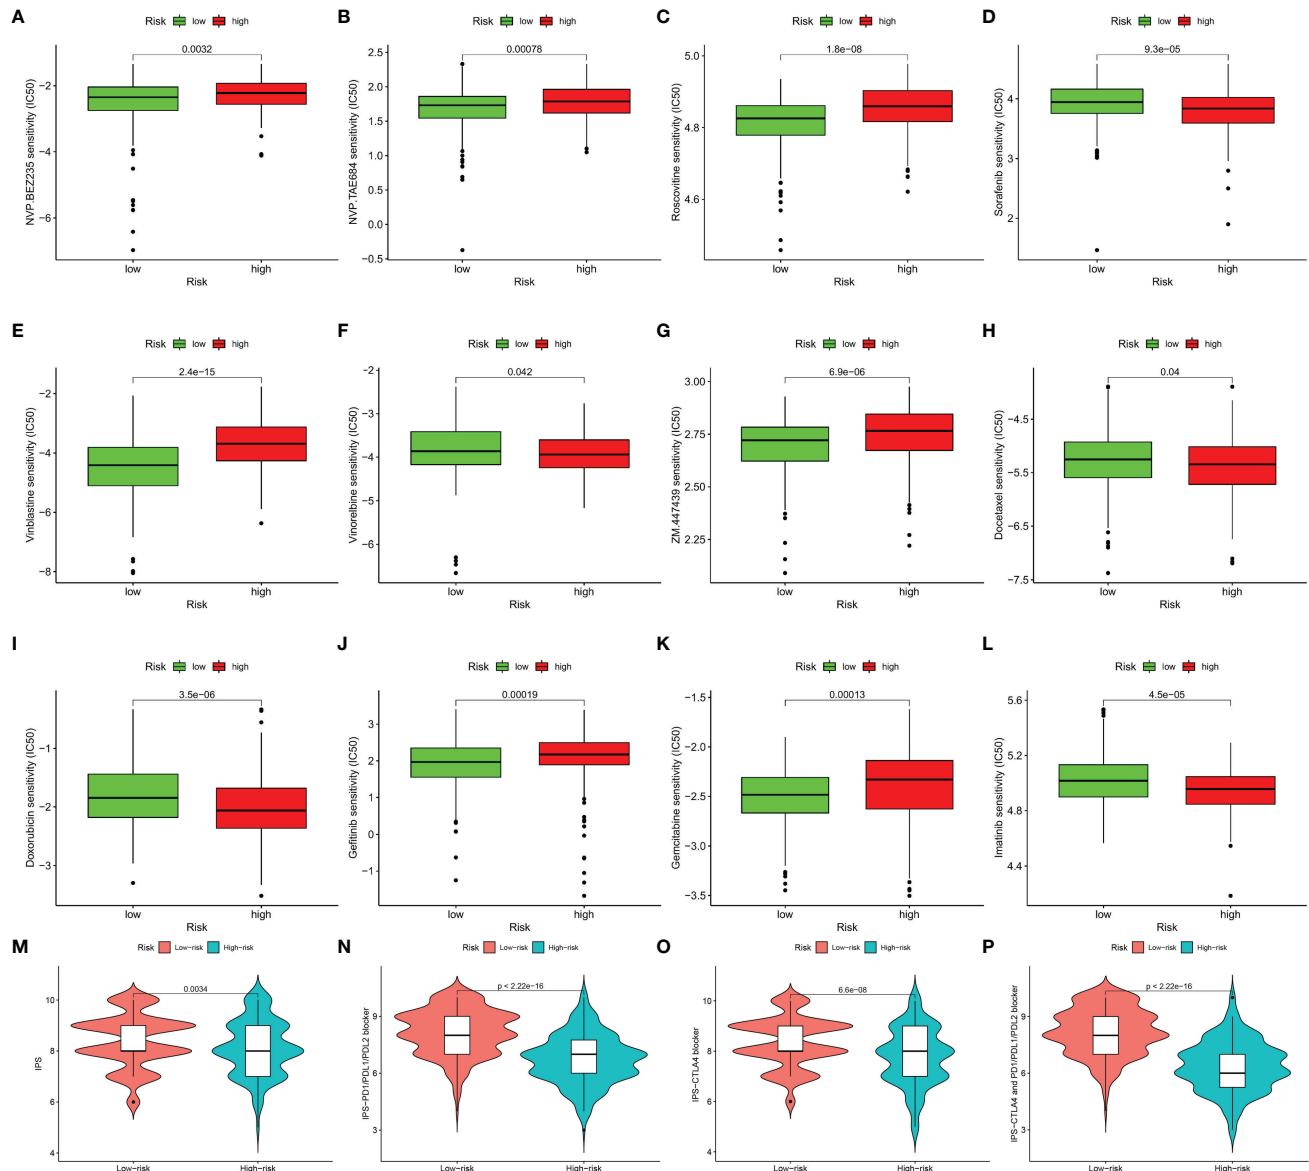 A
Risk low high
0.0032
NVP.BEZ235 sensitivity (IC50)
−2
−4
−6
low high
Risk
B
Risk low high
0.00078
NVP.TAE684 sensitivity (IC50)
2.5
2.0
1.5
1.0
0.5
0.0
−0.5
low high
Risk
C
Risk low high
1.8e−08
Roscovitine sensitivity (IC50)
5.0
4.8
4.6
low high
Risk
D
Risk low high
9.3e−05
Sorafenib sensitivity (IC50)
4
3
2
low high
Risk
E
Risk low high
2.4e−15
Vinblastine sensitivity (IC50)
−2
−4
−6
−8
low high
Risk
F
Risk low high
0.042
Vinorelbine sensitivity (IC50)
−2
−3
−4
−5
−6
low high
Risk
G
Risk low high
6.9e−06
ZM.447439 sensitivity (IC50)
3.00
2.75
2.50
2.25
low high
Risk
H
Risk low high
0.04
Docetaxel sensitivity (IC50)
−4.5
−5.5
−6.5
−7.5
low high
Risk
I
Risk low high
3.5e−06
Doxorubicin sensitivity (IC50)
−1
−2
−3
low high
Risk
J
Risk low high
0.00019
Gefitinib sensitivity (IC50)
3
2
1
0
−1
low high
Risk
K
Risk low high
0.00013
Gemcitabine sensitivity (IC50)
−1.5
−2.0
−2.5
−3.0
−3.5
low high
Risk
L
Risk low high
4.5e−05
Imatinib sensitivity (IC50)
5.6
5.2
4.8
4.4
low high
Risk
M
Risk Low−risk High−risk
0.0034
IPS
10
8
6
4
Low−risk High−risk
N
Risk Low−risk High−risk
p < 2.22e−16
IPS−PD1/PDL1/PDL2 blocker
9
6
3
Low−risk High−risk
O
Risk Low−risk High−risk
6.6e−08
IPS−CTLA4 blocker
10
8
6
4
Low−risk High−risk
P
Risk Low−risk High−risk
p < 2.22e−16
IPS−CTLA4 and PD1/PDL1/PDL2 blocker
9
6
3
Low−risk High−risk